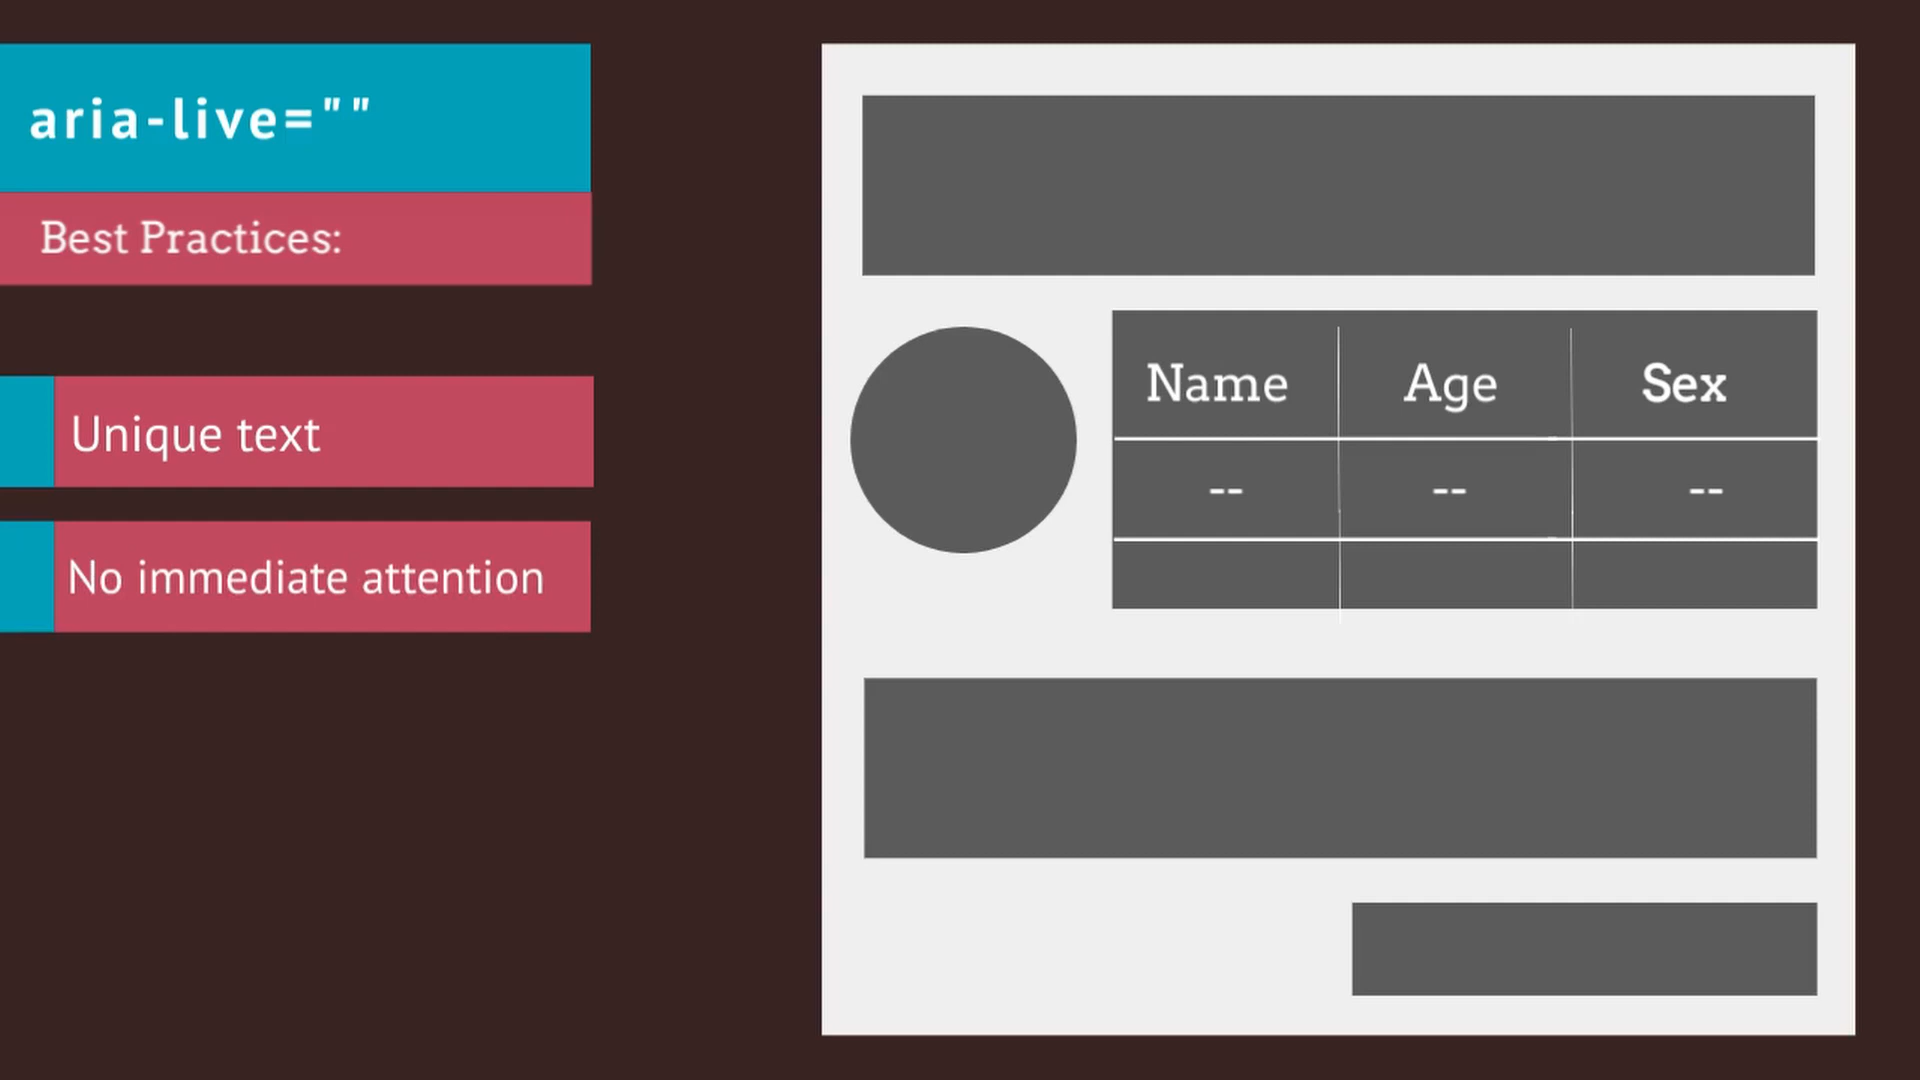 aria-live=""
Best Practices:
Unique text
No immediate attention
Name Age Sex
-- -- --